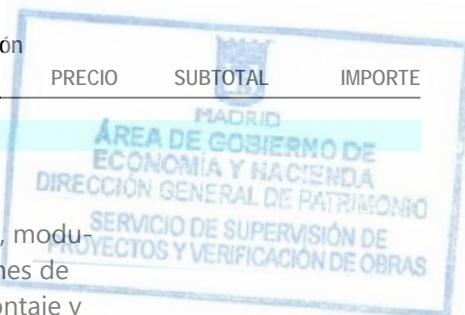 ón
PRECIO SUBTOTAL IMPORTE
MADRID
ÁREA DE GOBIERNO DE
ECONOMÍA Y HACIENDA
DIRECCIÓN GENERAL DE PATRIMONIO
SERVICIO DE SUPERVISIÓN DE
PROYECTOS Y VERIFICACIÓN DE OBRAS
, modu-
nes de
ontaje y